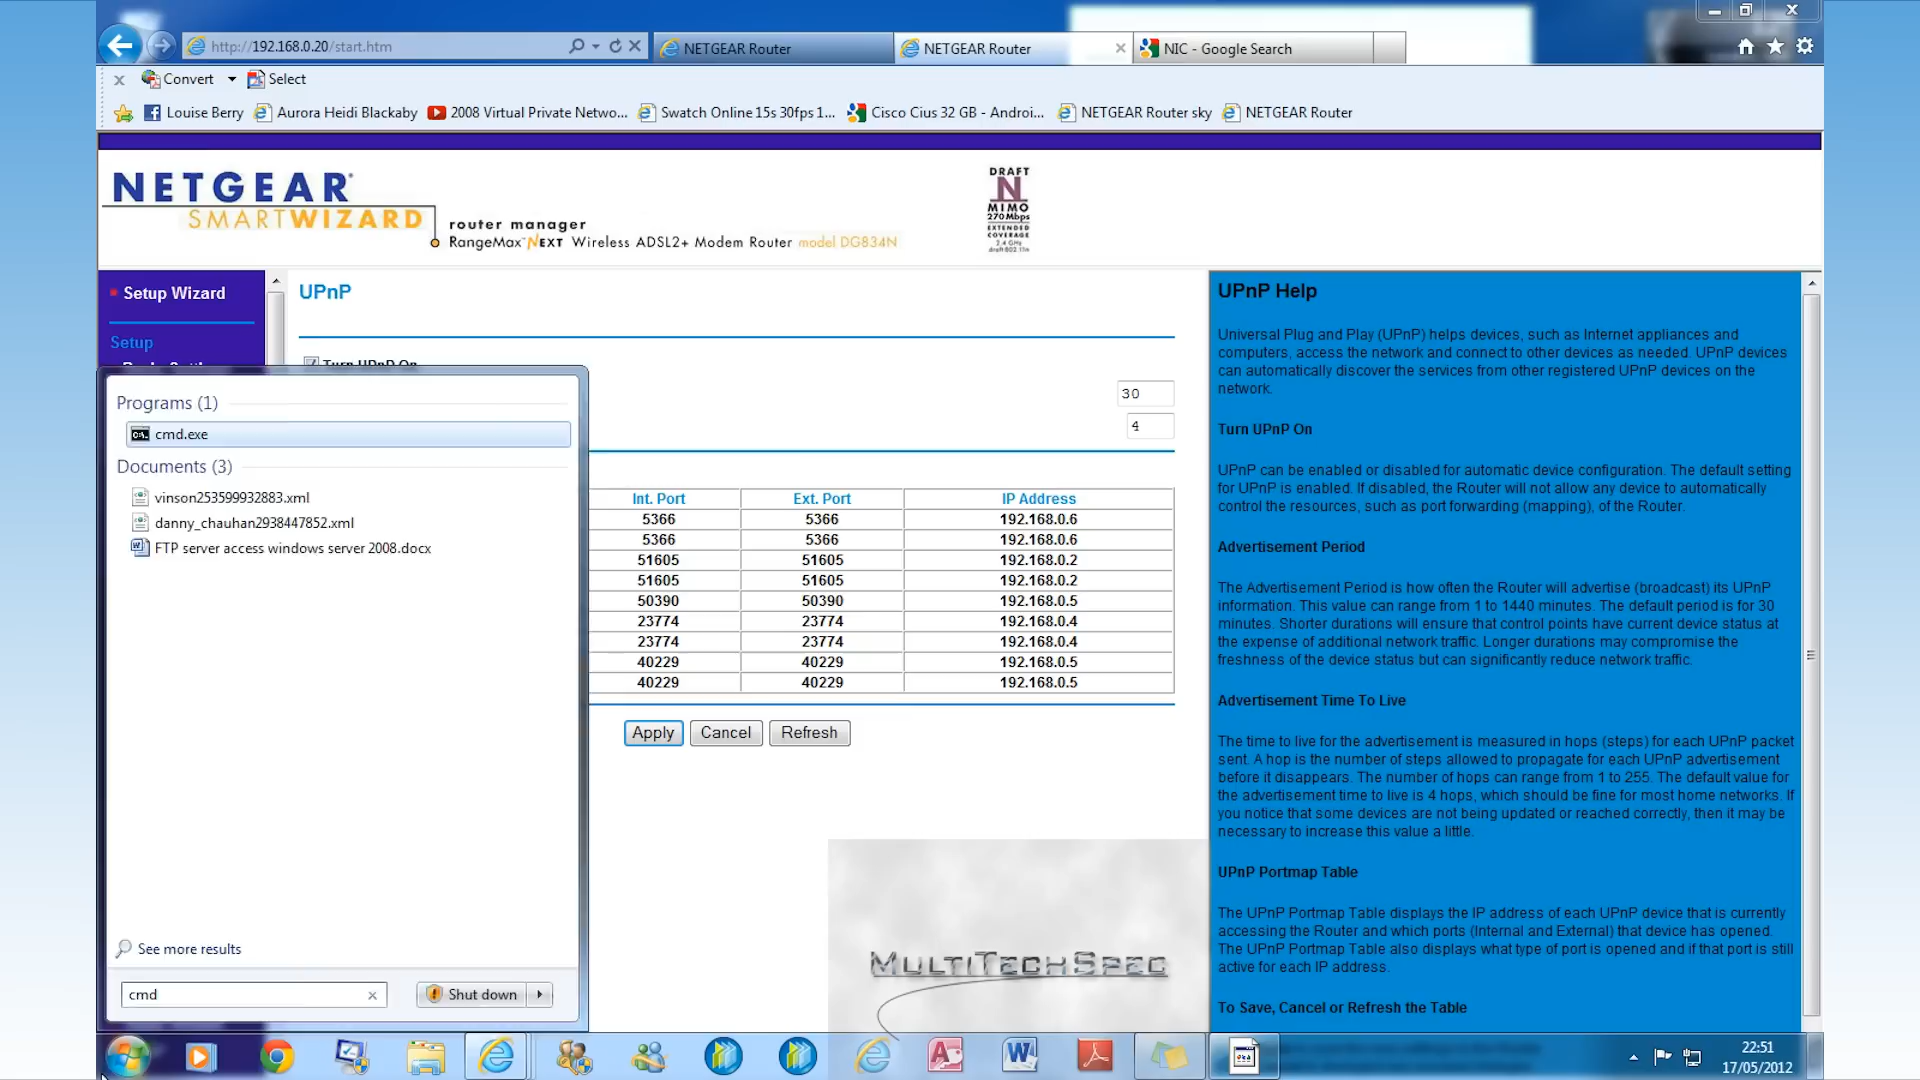 http://192.168.0.20/start.htm
NETGEAR Router
NETGEAR Router
NIC - Google Search
x Convert Select
Louise Berry
Aurora Heidi Blackaby
2008 Virtual Private Netwo...
Swatch Online 15s 30fps 1...
Cisco Cius 32 GB - Androi...
NETGEAR Router sky
NETGEAR Router
NETGEAR
SMARTWIZARD
router manager
RangeMax NEXT Wireless ADSL2+ Modem Router model DG834N
DRAFT
N
MIMO
270 Mbps
EXTENDED
COVERAGE
2.4 GHz
draft 802.11n
Setup Wizard
Setup
UPnP
Turn UPnP On
30
4
Int. Port Ext. Port IP Address
5366 5366 192.168.0.6
5366 5366 192.168.0.6
51605 51605 192.168.0.2
51605 51605 192.168.0.2
50390 50390 192.168.0.5
23774 23774 192.168.0.4
23774 23774 192.168.0.4
40229 40229 192.168.0.5
40229 40229 192.168.0.5
Apply Cancel Refresh
Programs (1)
cmd.exe
Documents (3)
vinson253599932883.xml
danny_chauhan2938447852.xml
FTP server access windows server 2008.docx
See more results
cmd
Shut down
UPnP Help
Universal Plug and Play (UPnP) helps devices, such as Internet appliances and
computers, access the network and connect to other devices as needed. UPnP devices
can automatically discover the services from other registered UPnP devices on the
network.
Turn UPnP On
UPnP can be enabled or disabled for automatic device configuration. The default setting
for UPnP is enabled. If disabled, the Router will not allow any device to automatically
control the resources, such as port forwarding (mapping), of the Router.
Advertisement Period
The Advertisement Period is how often the Router will advertise (broadcast) its UPnP
information. This value can range from 1 to 1440 minutes. The default period is for 30
minutes. Shorter durations will ensure that control points have current device status at
the expense of additional network traffic. Longer durations may compromise the
freshness of the device status but can significantly reduce network traffic.
Advertisement Time To Live
The time to live for the advertisement is measured in hops (steps) for each UPnP packet
sent. A hop is the number of steps allowed to propagate for each UPnP advertisement
before it disappears. The number of hops can range from 1 to 255. The default value for
the advertisement time to live is 4 hops, which should be fine for most home networks. If
you notice that some devices are not being updated or reached correctly, then it may be
necessary to increase this value a little.
UPnP Portmap Table
The UPnP Portmap Table displays the IP address of each UPnP device that is currently
accessing the Router and which ports (Internal and External) that device has opened.
The UPnP Portmap Table also displays what type of port is opened and if that port is still
active for each IP address.
To Save, Cancel or Refresh the Table
MULTITECHSPEC
22:51
17/05/2012